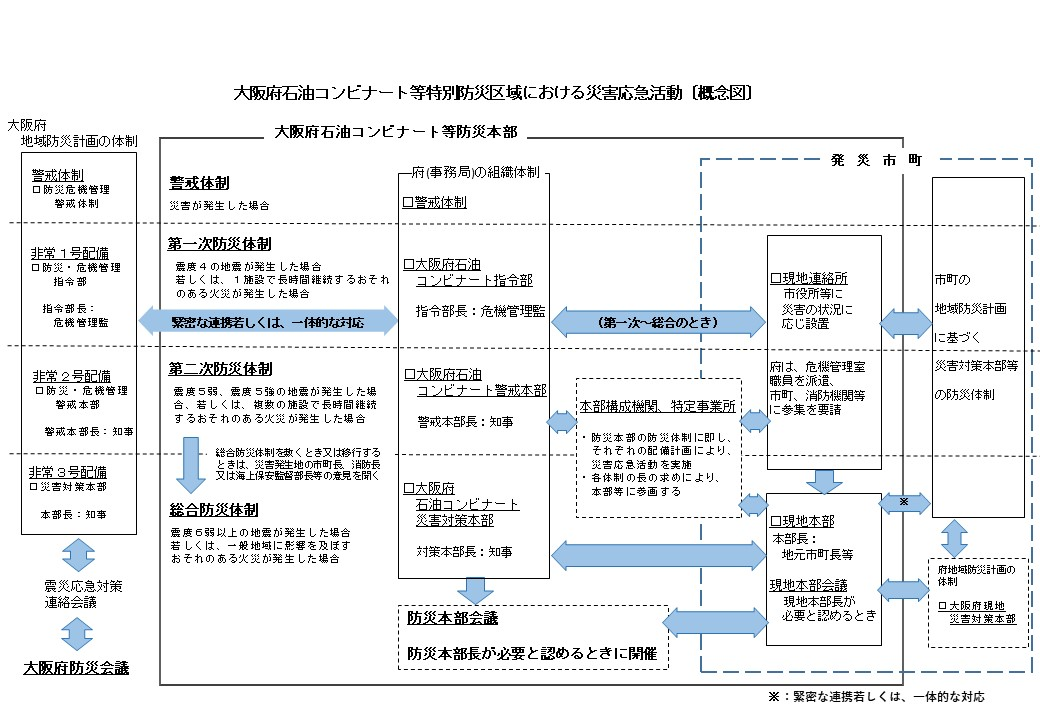 大阪府石油コンビナート等特別防災区域における災害応急活動〔概念図〕
大阪府
地域防災計画の体制
警戒体制
□防災危機管理
警戒体制
非常１号配備
□防災・危機管理
指令部
指令部長：
危機管理監
非常２号配備
□防災・危機管理
警戒本部
警戒本部長：知事
非常３号配備
□災害対策本部
本部長：知事
震災応急対策
連絡会議
大阪府防災会議
大阪府石油コンビナート等防災本部
警戒体制
災害が発生した場合
第一次防災体制
震度４の地震が発生した場合
若しくは、１施設で長時間継続するおそれ
のある火災が発生した場合
緊密な連携若しくは、一体的な対応
第二次防災体制
震度５弱、震度５強の地震が発生した場
合、若しくは、複数の施設で長時間継続
するおそれのある火災が発生した場合
総合防災体制を敷くとき又は移行する
ときは、災害発生地の市町長、消防長
又は海上保安監督部長等の意見を聞く
総合防災体制
震度６弱以上の地震が発生した場合
若しくは、一般地域に影響を及ぼす
おそれのある火災が発生した場合
府(事務局)の組織体制
□警戒体制
□大阪府石油
コンビナート指令部
指令部長：危機管理監
□大阪府石油
コンビナート警戒本部
警戒本部長：知事
□大阪府
石油コンビナート
災害対策本部
対策本部長：知事
防災本部会議
防災本部長が必要と認めるときに開催
（第一次～総合のとき）
本部構成機関、特定事業所
・防災本部の防災体制に即し、
それぞれの配備計画により、
災害応急活動を実施
・各体制の長の求めにより、
本部等に参画する
発災市町
□現地連絡所
市役所等に
災害の状況に
応じ設置
府は、危機管理室
職員を派遣、
市町、消防機関等
に参集を要請
□現地本部
本部長：
地元市町長等
現地本部会議
現地本部長が
必要と認めるとき
市町の
地域防災計画
に基づく
災害対策本部等
の防災体制
※
府地域防災計画の
体制
□大阪府現地
災害対策本部
※：緊密な連携若しくは、一体的な対応